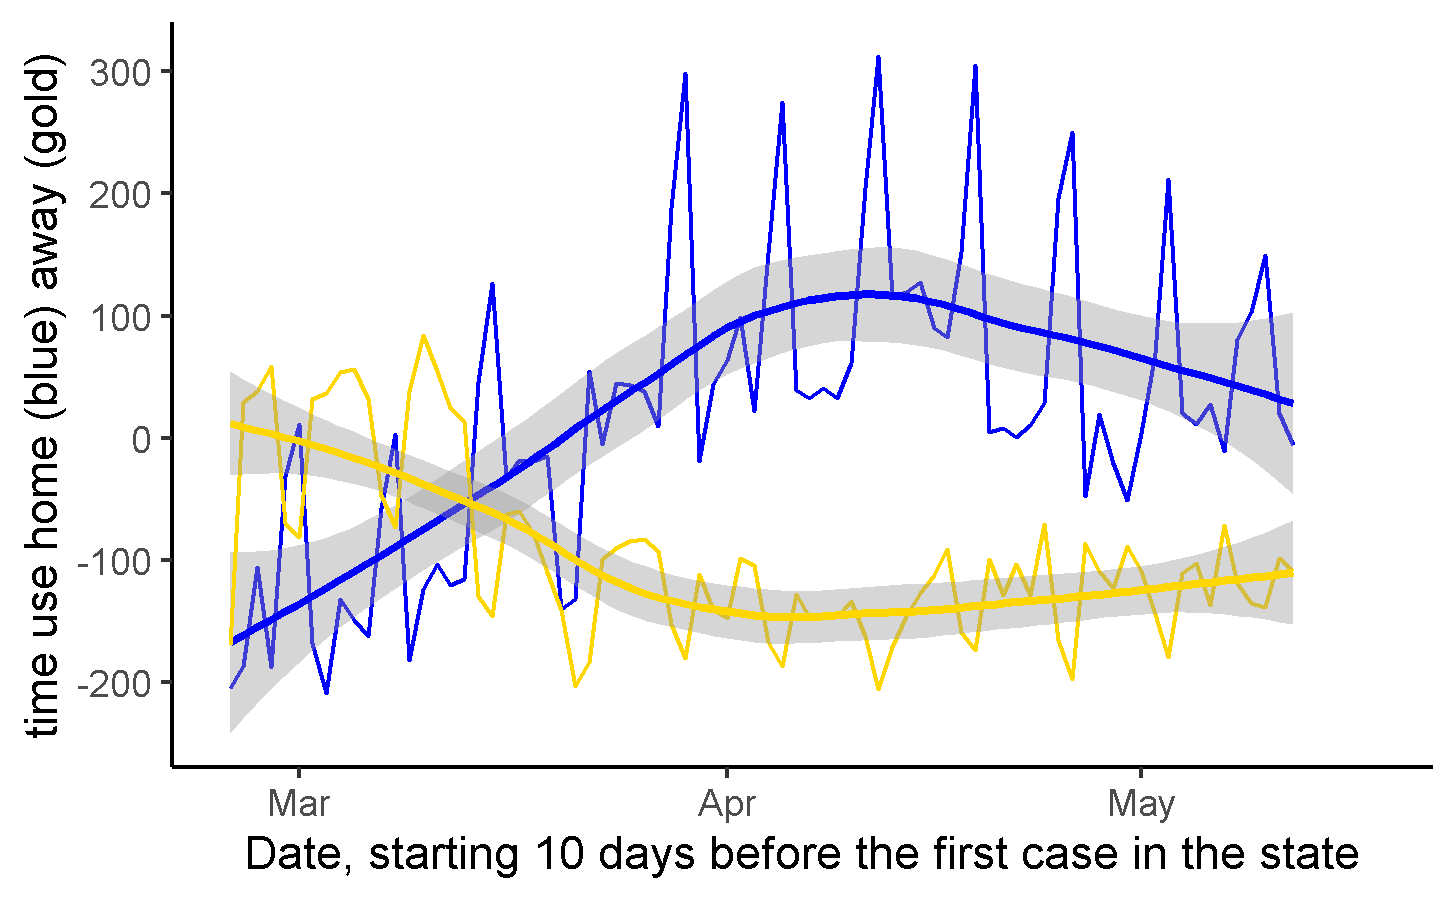 time use home (blue) away (gold)
300
200
100
0
-100
-200
Mar Apr May
Date, starting 10 days before the first case in the state